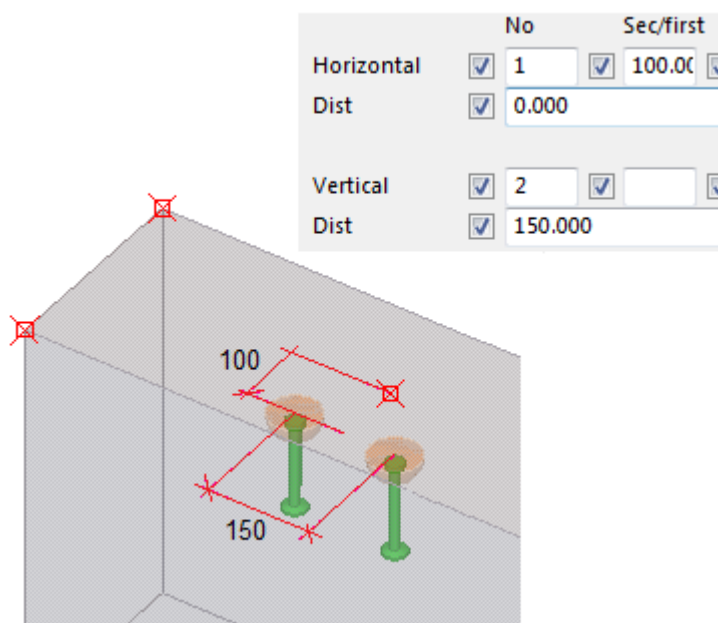 No Sec/first
Horizontal 1 100.00
Dist 0.000
Vertical 2
Dist 150.000
100
150